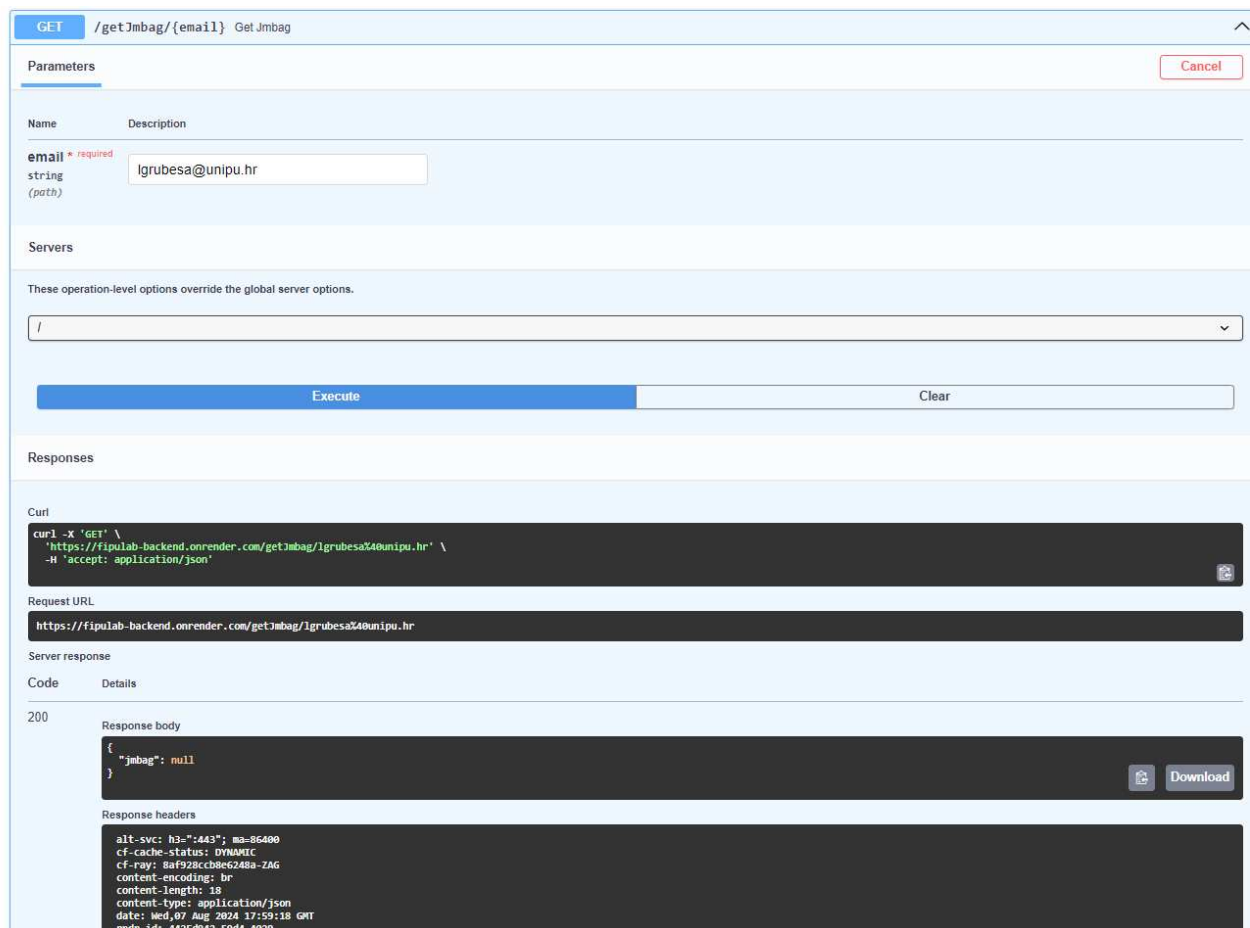 GET /getJmbag/{email} Get Jmbag
Parameters
Cancel
Name Description
email * required
string
(path)
lgrubesa@unipu.hr
Servers
These operation-level options override the global server options.
/
Execute Clear
Responses
Curl
curl -X 'GET' \
'https://fipulab-backend.onrender.com/getJmbag/lgrubesa%40unipu.hr' \
-H 'accept: application/json'
Request URL
https://fipulab-backend.onrender.com/getJmbag/lgrubesa%40unipu.hr
Server response
Code Details
200
Response body
{
"jmbag": null
}
Download
Response headers
alt-svc: h3=":443"; ma=86400
cf-cache-status: DYNAMIC
cf-ray: 8af928ccb8e6248a-ZAG
content-encoding: br
content-length: 18
content-type: application/json
date: Wed,07 Aug 2024 17:59:18 GMT